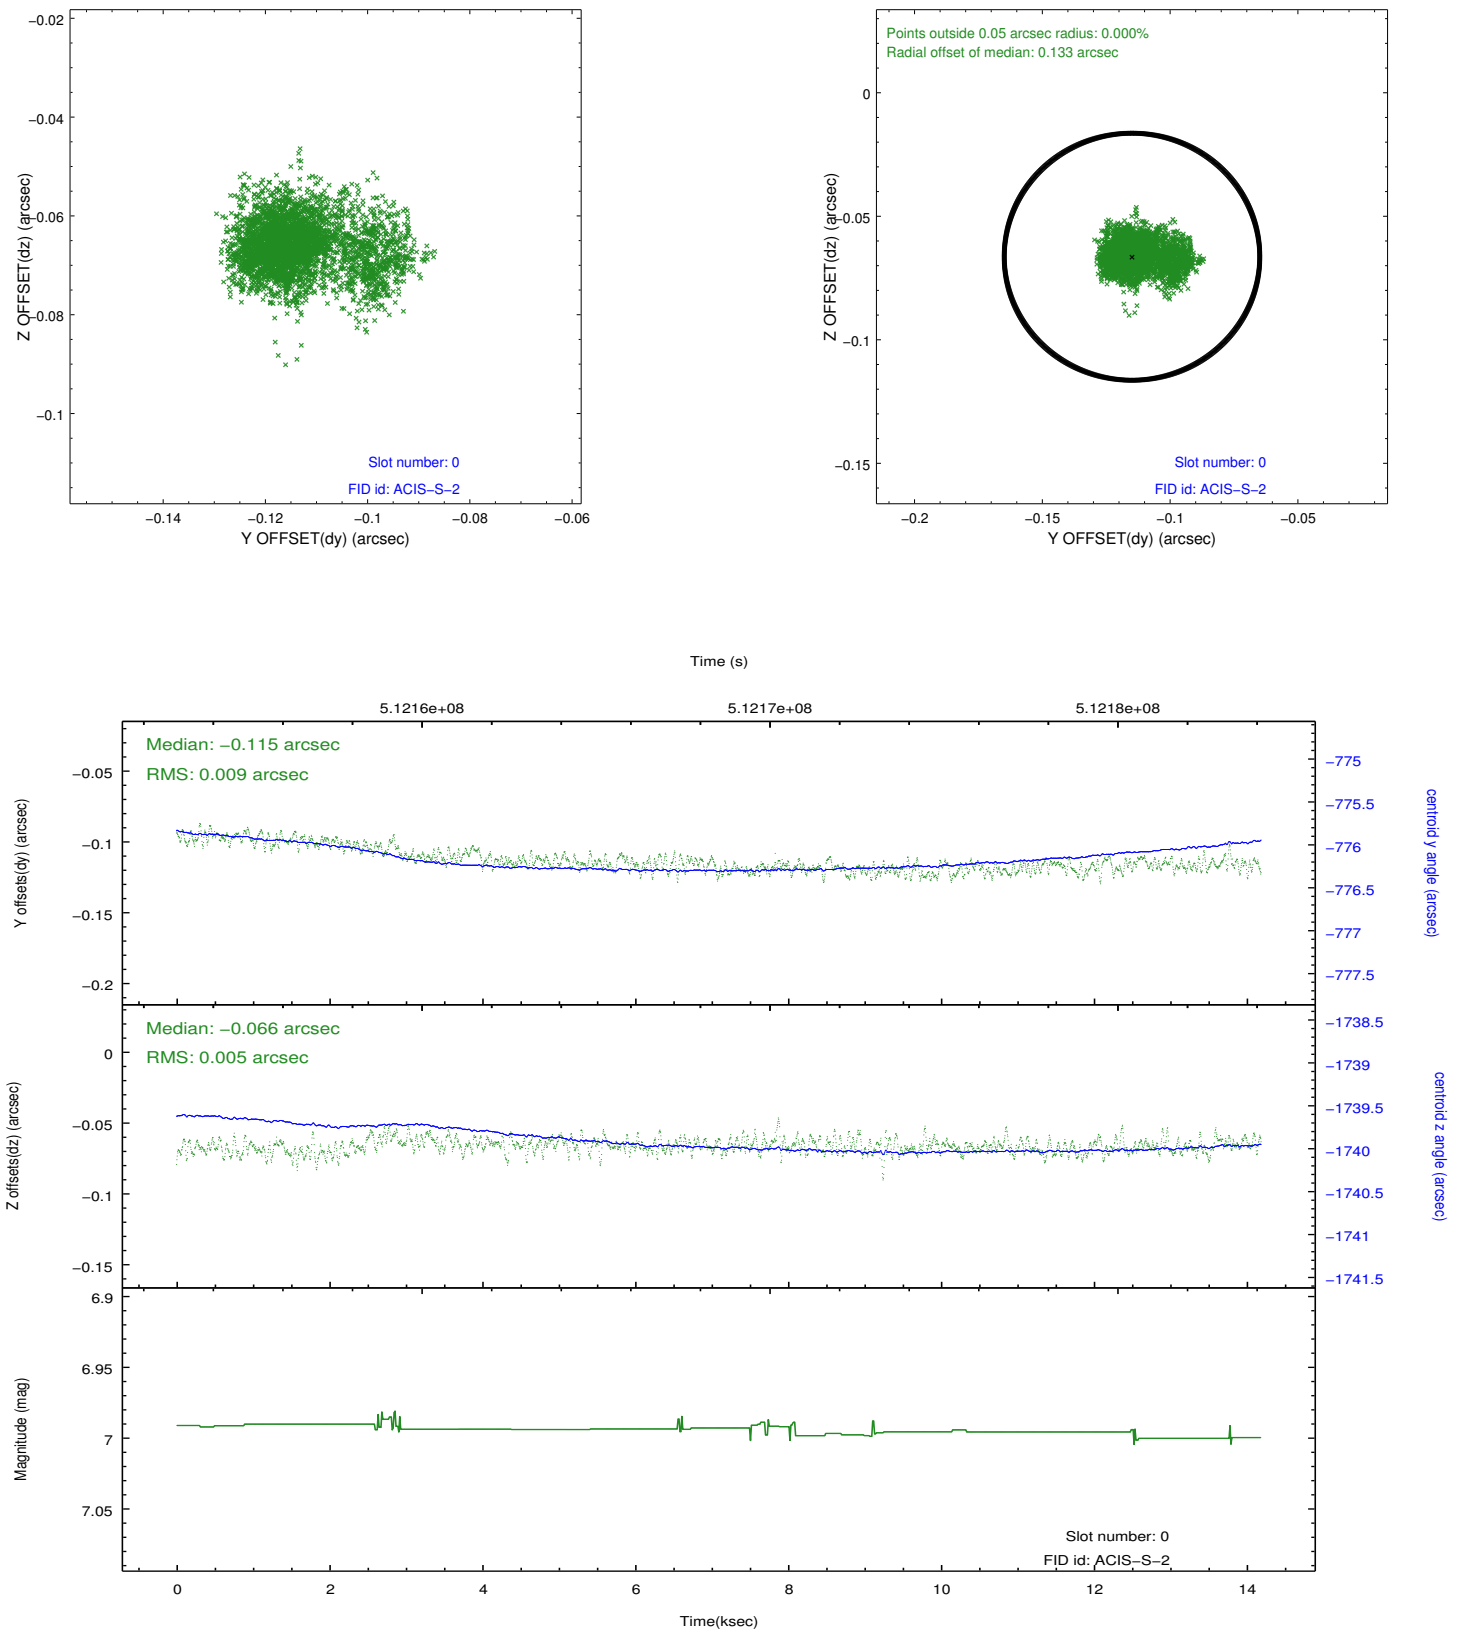 −0.02
−0.04
−0.06
−0.08
−0.1
Z OFFSET(dz) (arcsec)
Slot number: 0
FID id: ACIS−S−2
−0.14
−0.12
−0.1
−0.08
−0.06
Y OFFSET(dy) (arcsec)
Points outside 0.05 arcsec radius: 0.000%
Radial offset of median: 0.133 arcsec
0
−0.05
−0.1
−0.15
Z OFFSET(dz) (arcsec)
Slot number: 0
FID id: ACIS−S−2
−0.2
−0.15
−0.1
−0.05
Y OFFSET(dy) (arcsec)
Time (s)
5.1216e+08
5.1217e+08
5.1218e+08
Median: −0.115 arcsec
RMS: 0.009 arcsec
−0.05
−0.1
−0.15
−0.2
Y offsets(dy) (arcsec)
−775
−775.5
−776
−776.5
−777
−777.5
centroid y angle (arcsec)
Median: −0.066 arcsec
RMS: 0.005 arcsec
0
−0.05
−0.1
−0.15
Z offsets(dz) (arcsec)
−1738.5
−1739
−1739.5
−1740
−1740.5
−1741
−1741.5
centroid z angle (arcsec)
6.9
6.95
7
7.05
Magnitude (mag)
Slot number: 0
FID id: ACIS−S−2
0
2
4
6
8
10
12
14
Time(ksec)